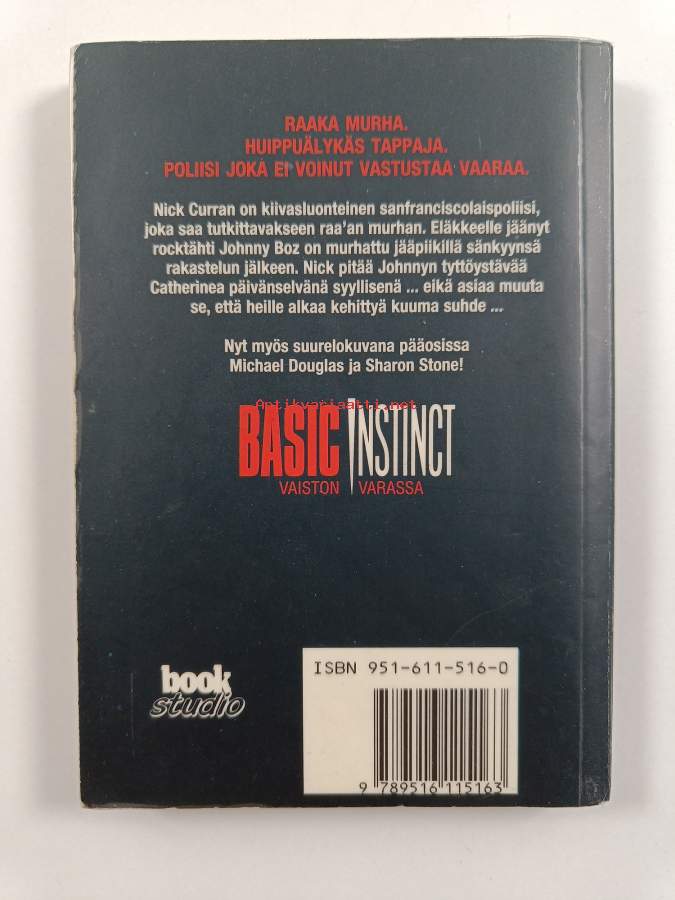 RAAKA MURHA.
HUIPPUÄLYKÄS TAPPAJA.
POLIISI JOKA EI VOINUT VASTUSTAA VAARAA.
Nick Curran on kiivasluonteinen sanfranciscolaispoliisi,
joka saa tutkittavakseen raa'an murhan. Eläkkeelle jäänyt
rocktähti Johnny Boz on murhattu jääpiikillä sänkyynsä
rakastelun jälkeen. Nick pitää Johnnyn tyttöystävää
Catherinea päivänselvänä syyllisenä ... eikä asiaa muuta
se, että heille alkaa kehittyä kuuma suhde ...
Nyt myös suurelokuvana pääosissa
Michael Douglas ja Sharon Stone!
Antikvariaatti.net
BASIC INSTINCT
VAISTON VARASSA
ISBN 951-611-516-0
book
studio
9 789516 115163